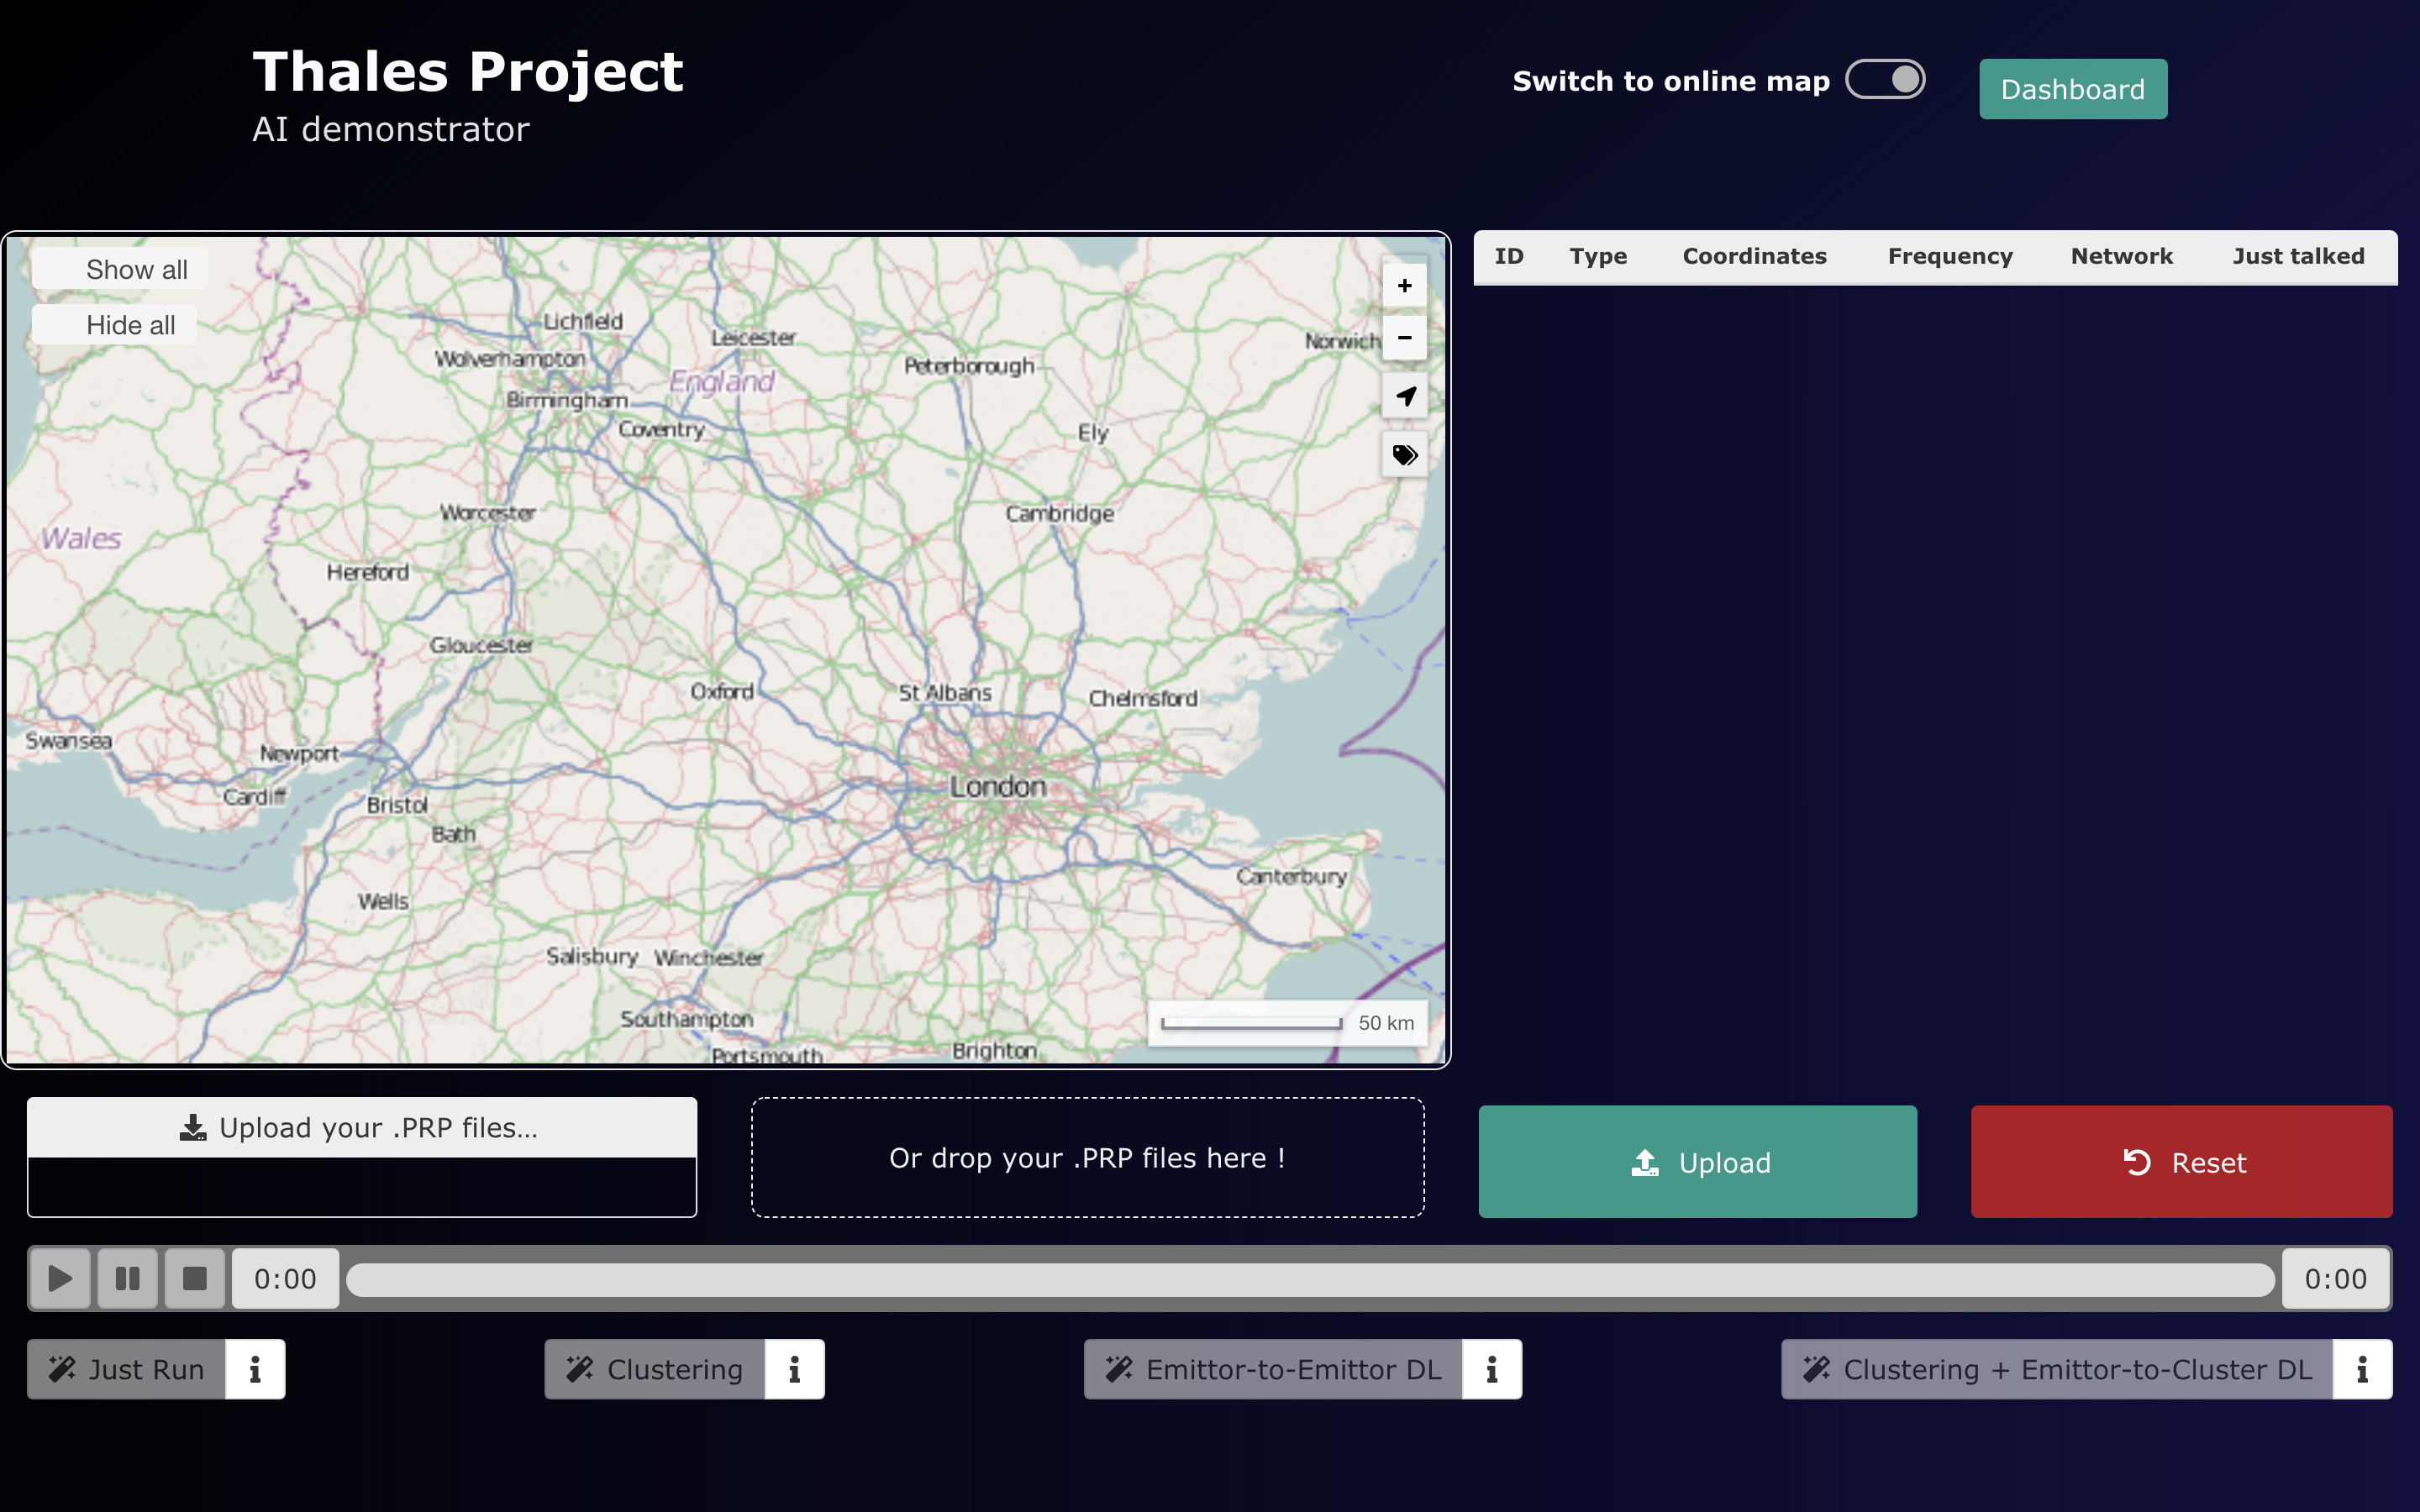 Thales Project
AI demonstrator
Switch to online map
Dashboard
Show all
Hide all
Lichfield
Leicester
Norwich
Wolverhampton
Peterborough
England
Birmingham
Coventry
Ely
Worcester
Cambridge
Wales
Hereford
Gloucester
Oxford
St Albans
Chelmsford
Swansea
Newport
London
Cardiff
Bristol
Bath
Canterbury
Wells
Salisbury
Winchester
Southampton
Portsmouth
Brighton
+
−
50 km
ID Type Coordinates Frequency Network Just talked
Upload your .PRP files...
Or drop your .PRP files here !
Upload
Reset
0:00
0:00
Just Run
Clustering
Emittor-to-Emittor DL
Clustering + Emittor-to-Cluster DL